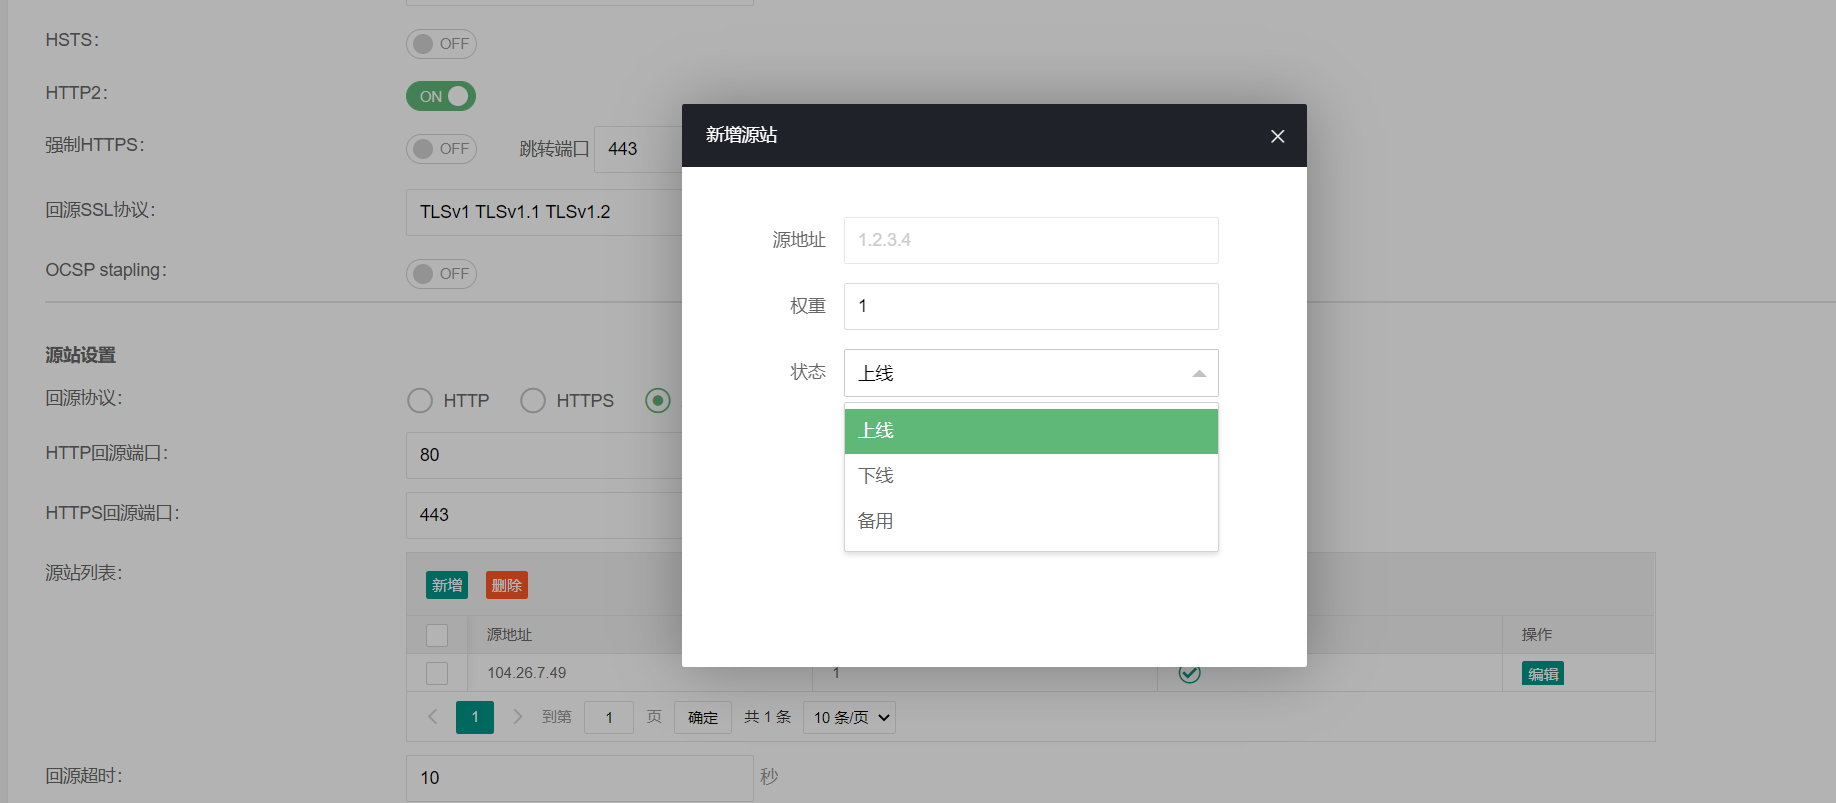 HSTS: OFF
HTTP2: ON
强制HTTPS: OFF 跳转端口 443
回源SSL协议: TLSv1 TLSv1.1 TLSv1.2
OCSP stapling: OFF
源站设置
回源协议: HTTP HTTPS
HTTP回源端口: 80
HTTPS回源端口: 443
源站列表: 新增 删除
源地址 操作
104.26.7.49 1 编辑
1 到第 1 页 确定 共 1 条 10 条/页
回源超时: 10 秒
新增源站
源地址 1.2.3.4
权重 1
状态 上线
上线
下线
备用